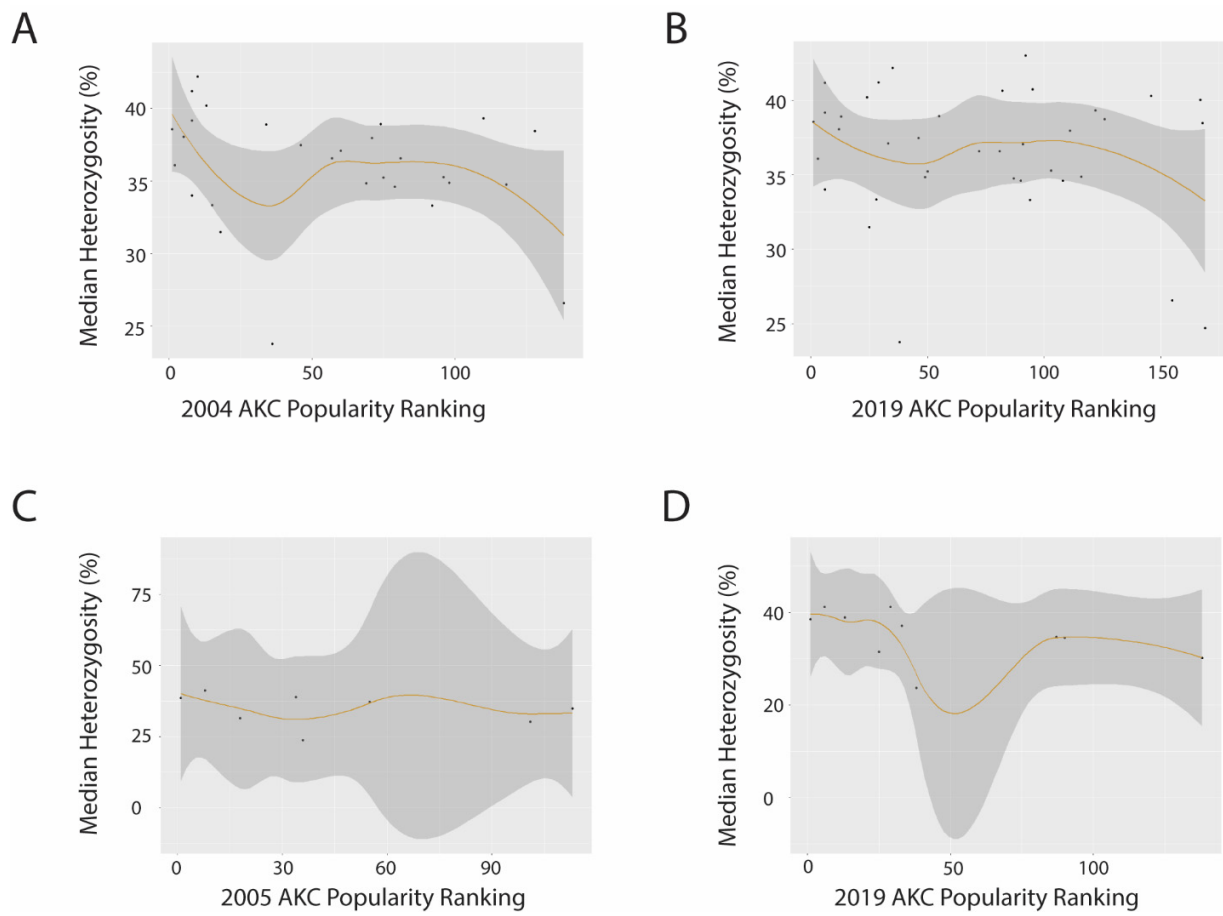 A
Median Heterozygosity (%)
40
35
30
25
0 50 100
2004 AKC Popularity Ranking
B
Median Heterozygosity (%)
40
35
30
25
0 50 100 150
2019 AKC Popularity Ranking
C
Median Heterozygosity (%)
75
50
25
0
0 30 60 90
2005 AKC Popularity Ranking
D
Median Heterozygosity (%)
40
20
0
0 50 100
2019 AKC Popularity Ranking